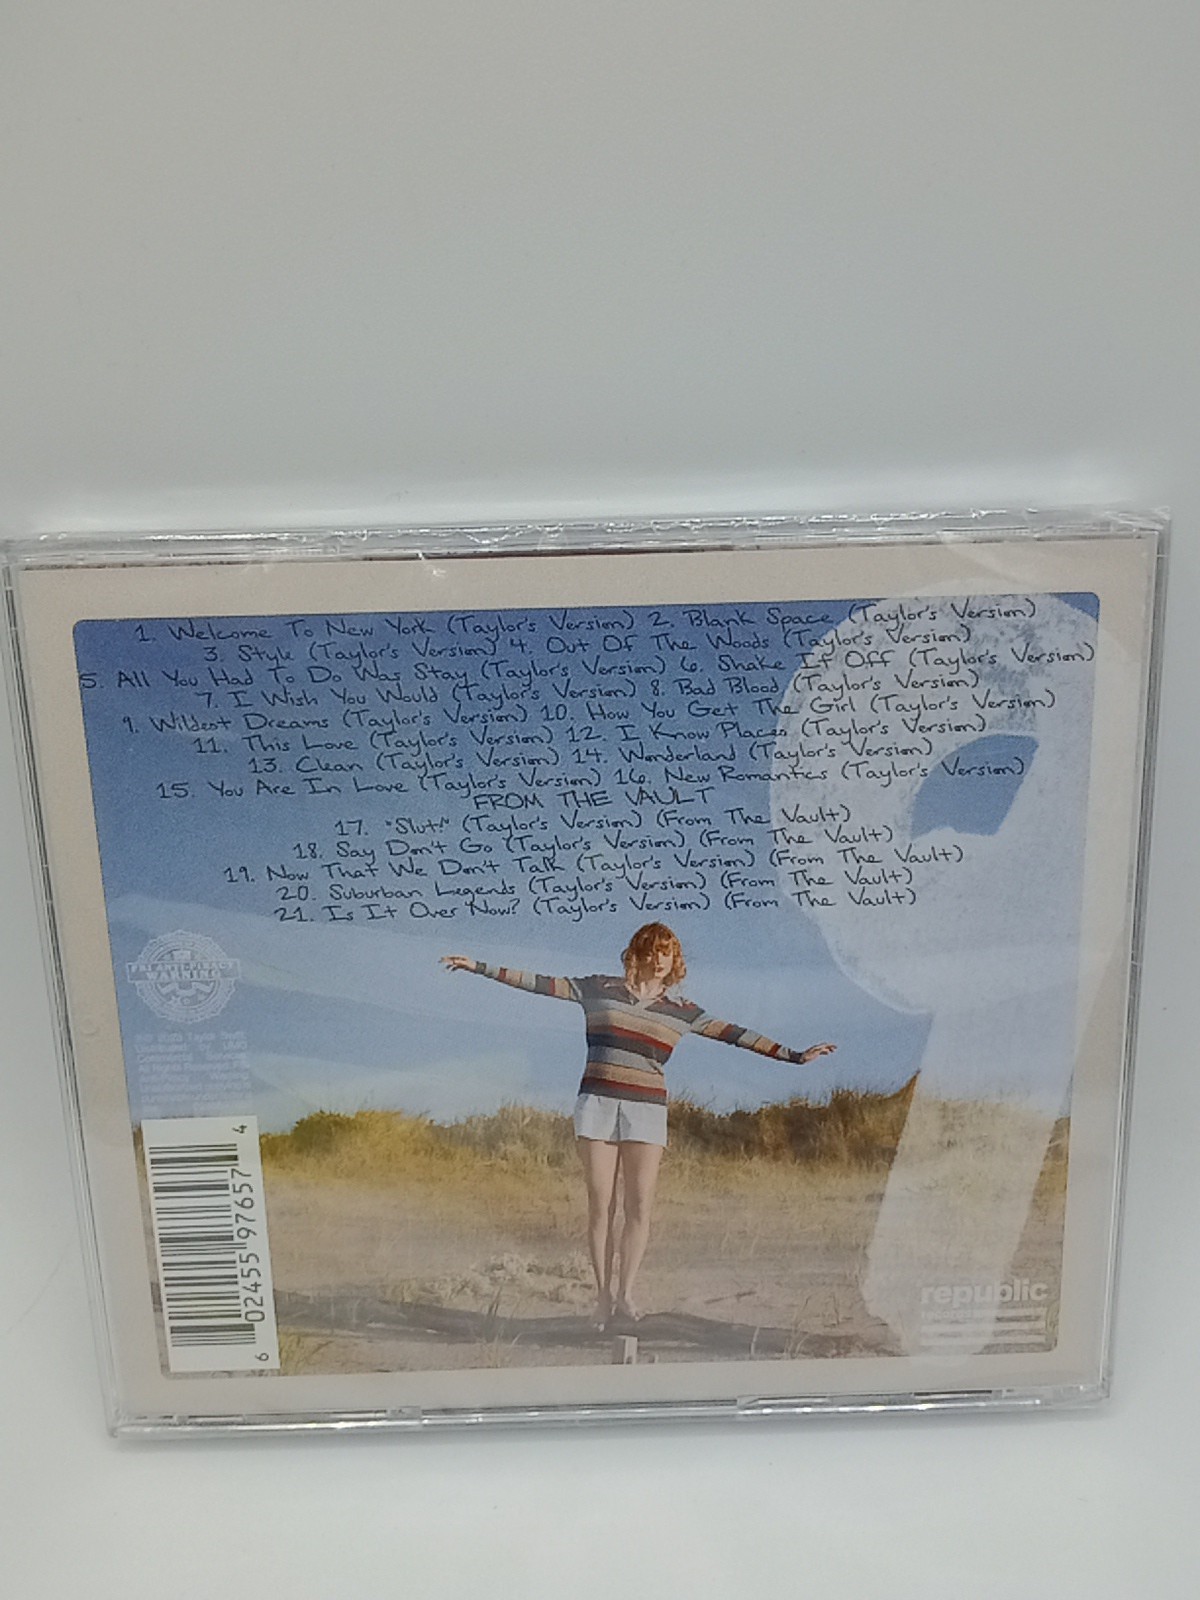 1. Welcome To New York (Taylor's Version) 2. Blank Space (Taylor's Version)
3. Style (Taylor's Version) 4. Out Of The Woods (Taylor's Version)
5. All You Had To Do Was Stay (Taylor's Version) 6. Shake It Off (Taylor's Version)
7. I Wish You Would (Taylor's Version) 8. Bad Blood (Taylor's Version)
9. Wildest Dreams (Taylor's Version) 10. How You Get The Girl (Taylor's Version)
11. This Love (Taylor's Version) 12. I Know Places (Taylor's Version)
13. Clean (Taylor's Version) 14. Wonderland (Taylor's Version)
15. You Are In Love (Taylor's Version) 16. New Romantics (Taylor's Version)
FROM THE VAULT
17. "Slut!" (Taylor's Version) (From The Vault)
18. Say Don't Go (Taylor's Version) (From The Vault)
19. Now That We Don't Talk (Taylor's Version) (From The Vault)
20. Suburban Legends (Taylor's Version) (From The Vault)
21. Is It Over Now? (Taylor's Version) (From The Vault)
FBI ANTI-PIRACY
WARNING
6 02455 97657 4
republic